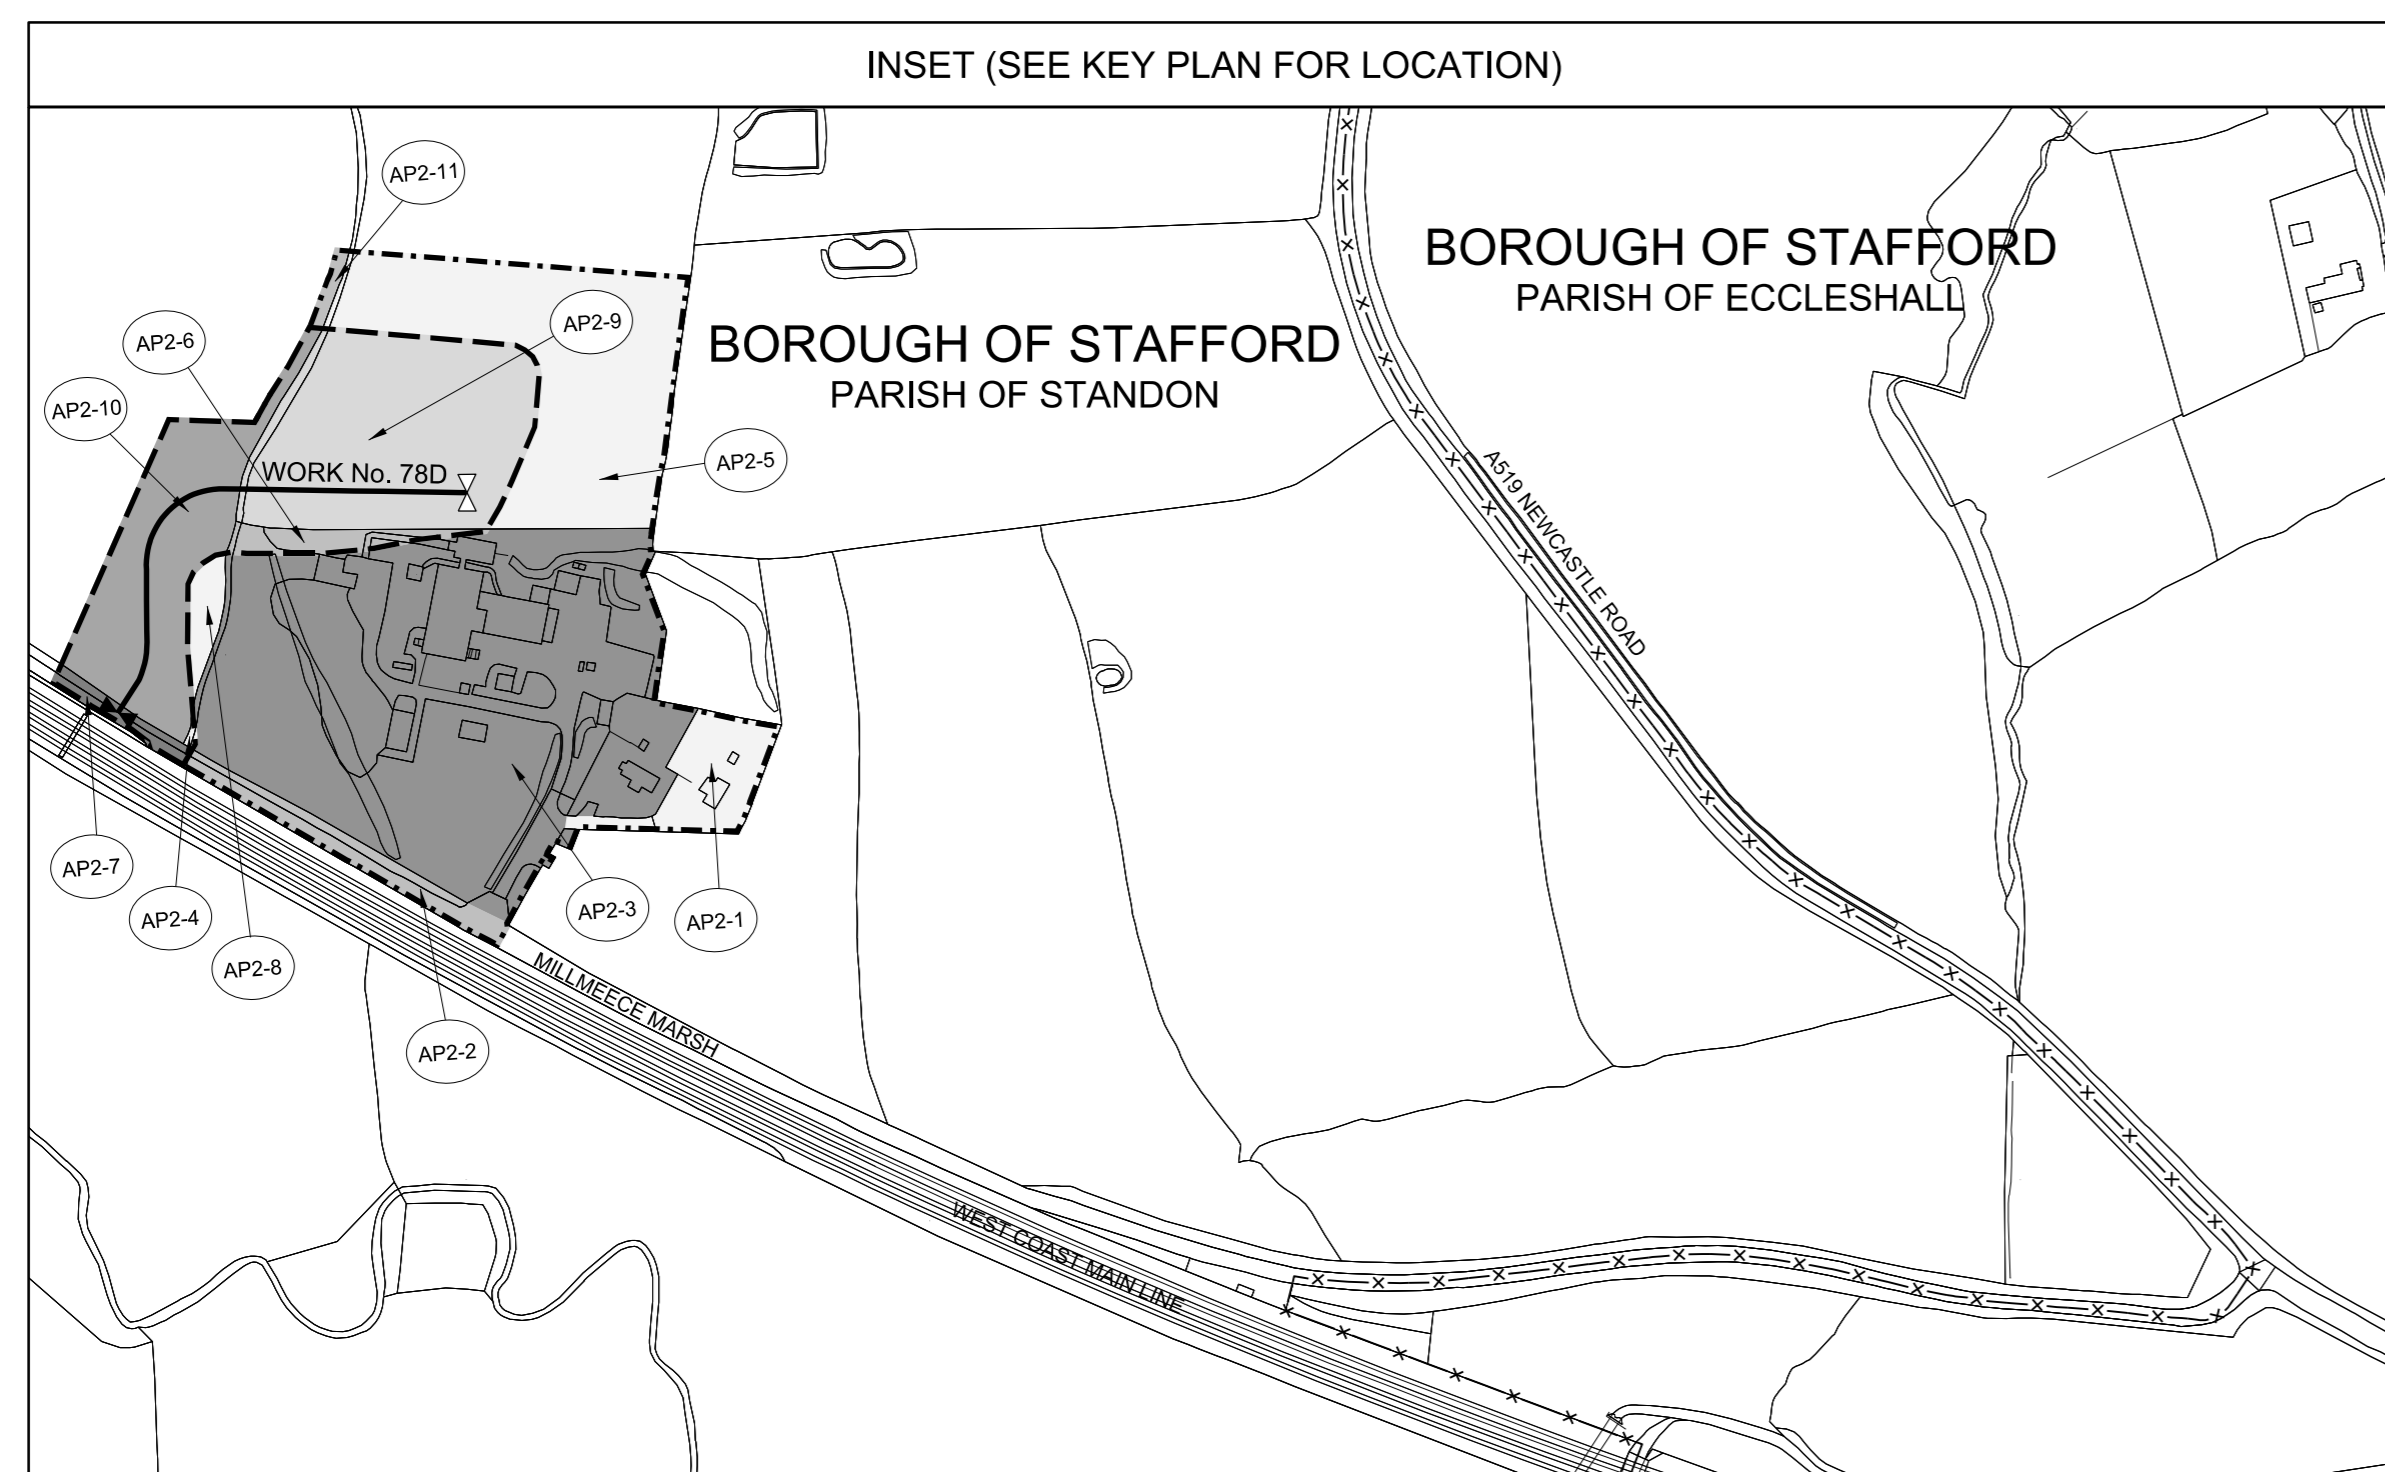 INSET (SEE KEY PLAN FOR LOCATION)
AP2-11
BOROUGH OF STAFFORD
PARISH OF ECCLESHALL
AP2-9
AP2-6
BOROUGH OF STAFFORD
PARISH OF STANDON
AP2-10
AP2-5
WORK No. 78D
A519 NEWCASTLE ROAD
AP2-7
AP2-4
AP2-3
AP2-1
AP2-8
MILLMEECE MARSH
AP2-2
WEST COAST MAIN LINE